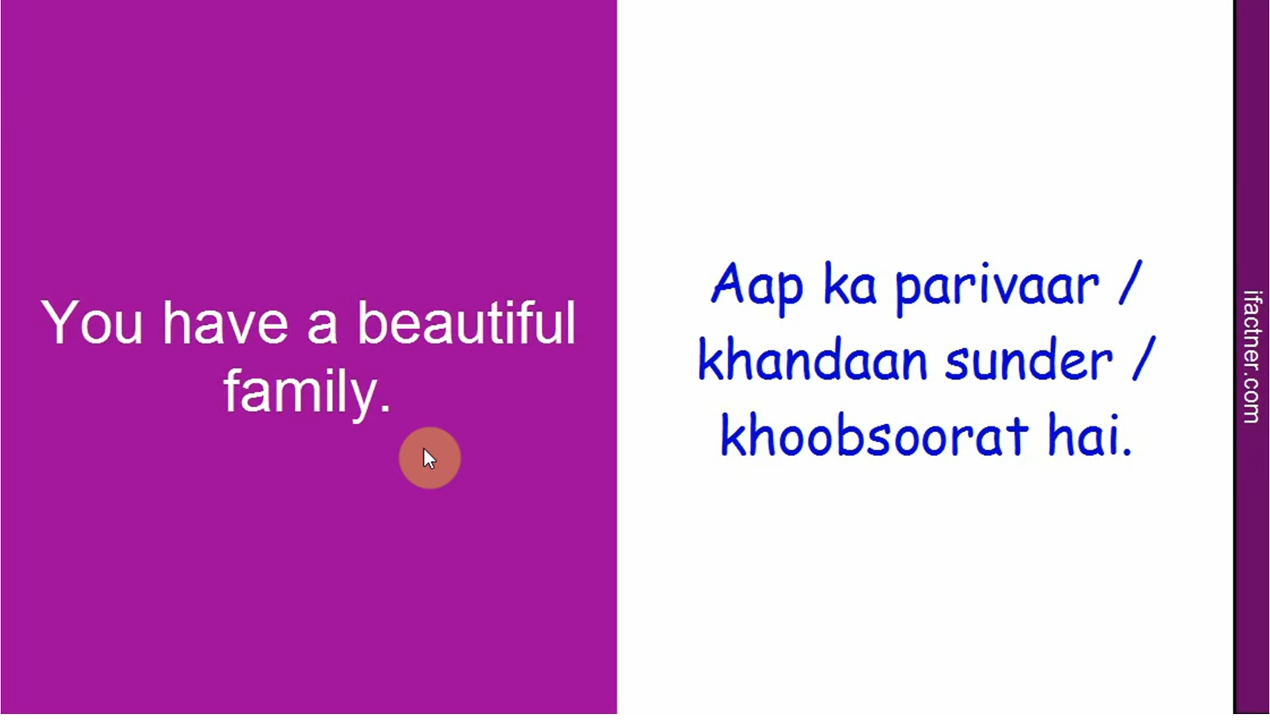 You have a beautiful
family.
Aap ka parivaar /
khandaan sunder /
khoobsoorat hai.
ifactner.com